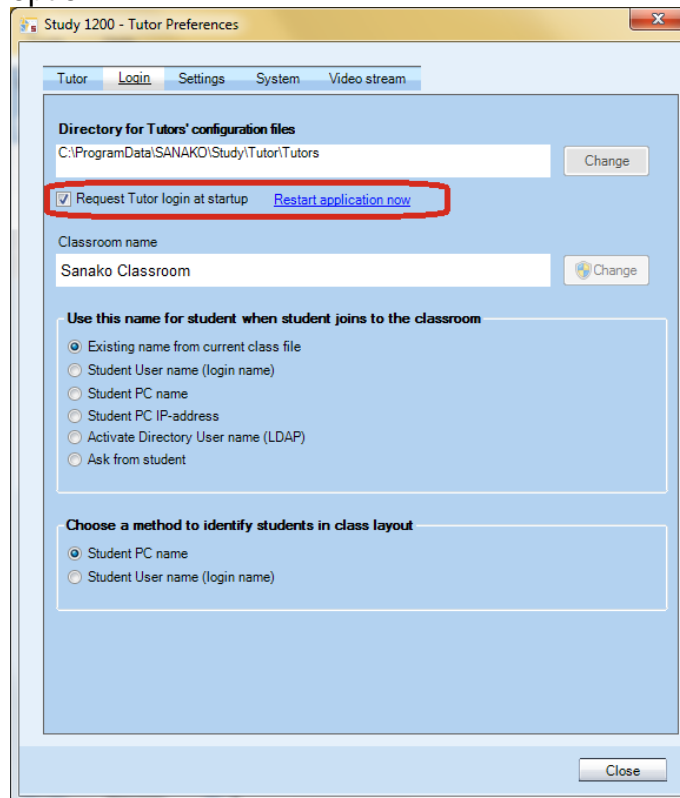 Study 1200 - Tutor Preferences
Tutor Login Settings System Video stream
Directory for Tutors' configuration files
C:\ProgramData\SANAKO\Study\Tutor\Tutors
Change
Request Tutor login at startup Restart application now
Classroom name
Sanako Classroom
Change
Use this name for student when student joins to the classroom
Existing name from current class file
Student User name (login name)
Student PC name
Student PC IP-address
Activate Directory User name (LDAP)
Ask from student
Choose a method to identify students in class layout
Student PC name
Student User name (login name)
Close